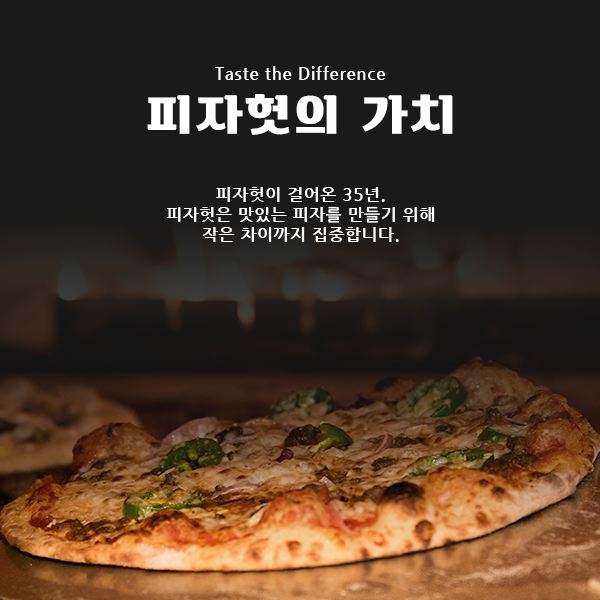 Taste the Difference
피자헛의 가치
피자헛이 걸어온 35년.
피자헛은 맛있는 피자를 만들기 위해
작은 차이까지 집중합니다.